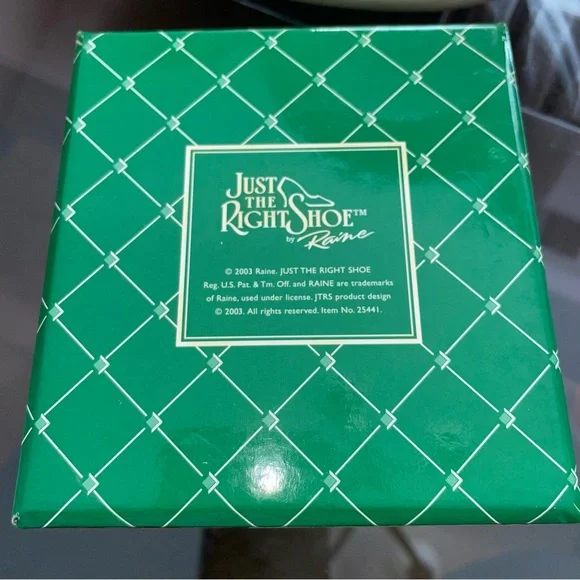 JUST
THE
RIGHT SHOE™
by Raine
© 2003 Raine. JUST THE RIGHT SHOE
Reg. U.S. Pat. & Tm. Off. and RAINE are trademarks
of Raine, used under license. JTRS product design
© 2003. All rights reserved. Item No. 25441.